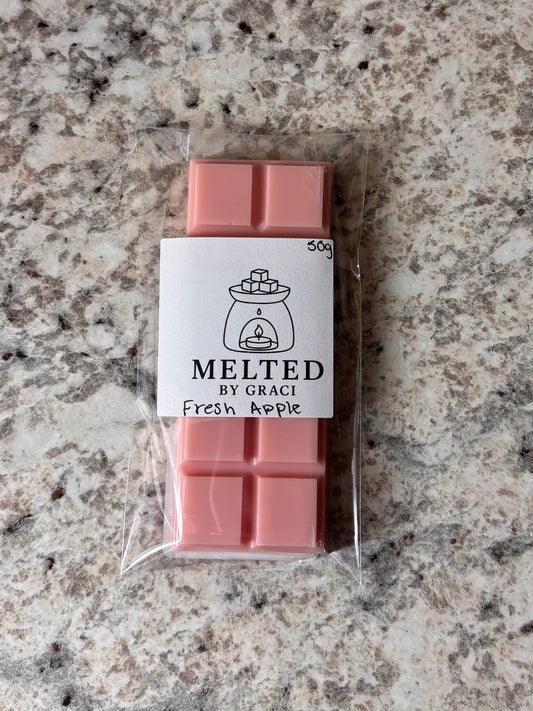 50g
MELTED
BY GRACI
Fresh Apple